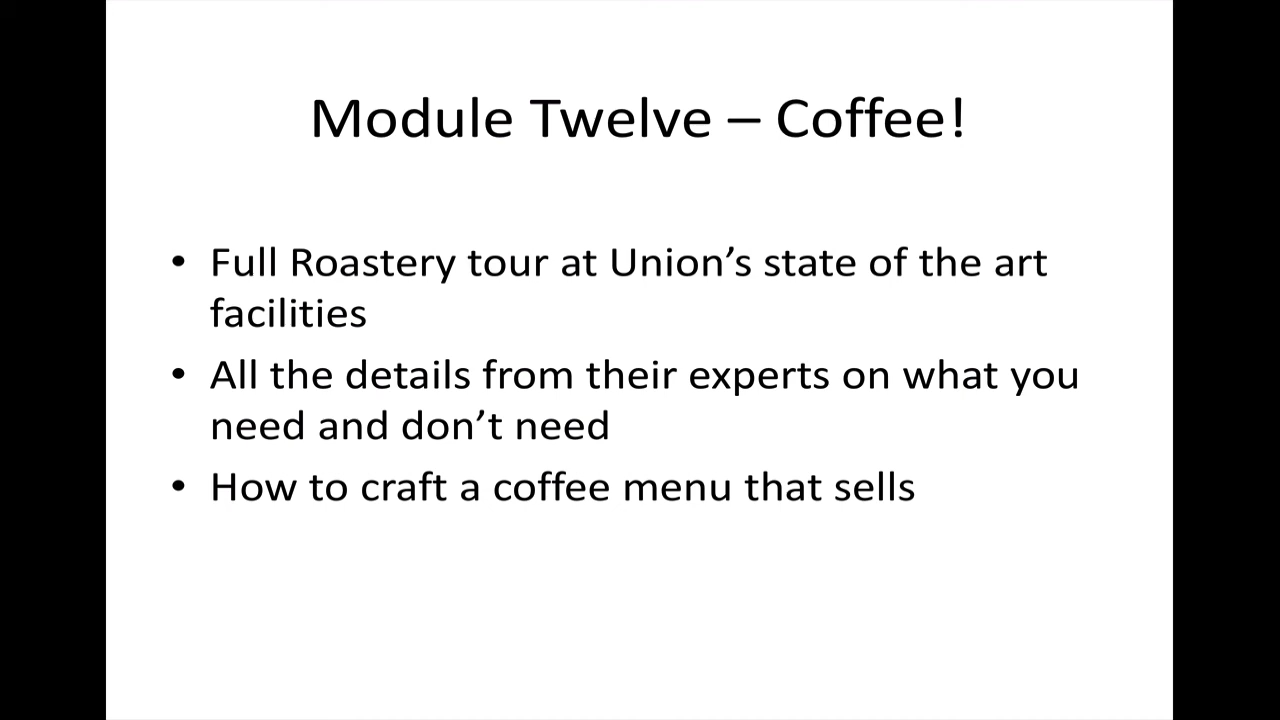 Module Twelve – Coffee!
• Full Roastery tour at Union’s state of the art
facilities
• All the details from their experts on what you
need and don’t need
• How to craft a coffee menu that sells